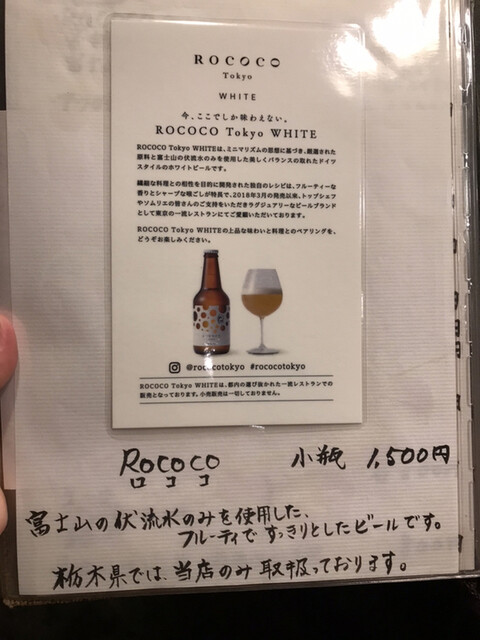 ROCOCO
Tokyo
WHITE
今、ここでしか味わえない。
ROCOCO Tokyo WHITE
ROCOCO Tokyo WHITEは、ミニマリズムの思想に基づき、厳選された
原料と富士山の伏流水のみを使用した美しくバランスの取れたドイツ
スタイルのホワイトビールです。
繊細な料理との相性を目的に開発された独自のレシピは、フルーティーな
香りとシャープな味ごしが特長で、2018年3月の発売以来、トップシェフ
やソムリエの皆さんのご支持をいただきラグジュアリーなビールブランド
として東京の一流レストランにてご愛顧いただいております。
ROCOCO Tokyo WHITEの上品な味わいと料理とのペアリングを、
どうぞお楽しみください。
@rococotokyo #rococotokyo
ROCOCO Tokyo WHITEは、都内の選び抜かれた一流レストランでの
販売となっております。小売販売は一切しておりません。
ROCOCO 小瓶 1,500円
ロココ
富士山の伏流水のみを使用した、
フルーティですっきりとしたビールです。
栃木県では、当店のみ取扱っております。